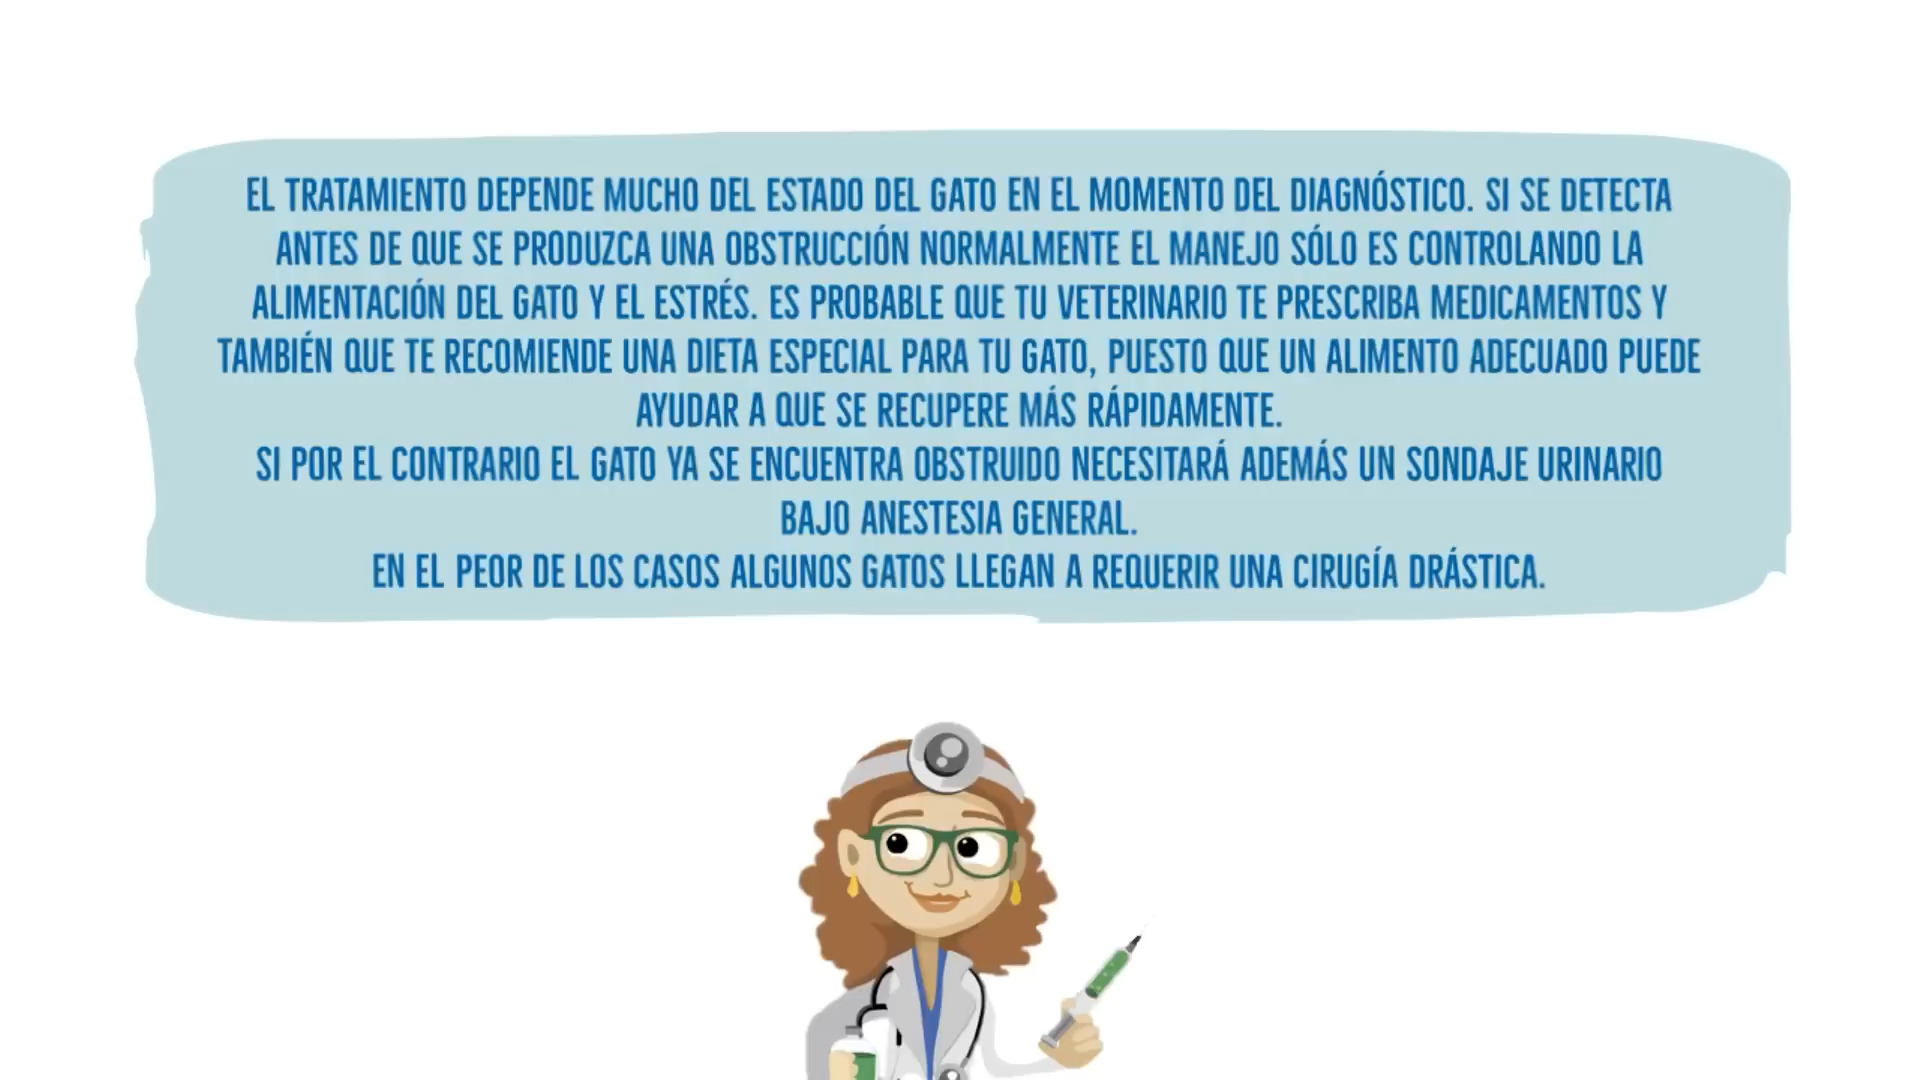 EL TRATAMIENTO DEPENDE MUCHO DEL ESTADO DEL GATO EN EL MOMENTO DEL DIAGNÓSTICO. SI SE DETECTA
ANTES DE QUE SE PRODUZCA UNA OBSTRUCCIÓN NORMALMENTE EL MANEJO SÓLO ES CONTROLANDO LA
ALIMENTACIÓN DEL GATO Y EL ESTRÉS. ES PROBABLE QUE TU VETERINARIO TE PRESCRIBA MEDICAMENTOS Y
TAMBIÉN QUE TE RECOMIENDE UNA DIETA ESPECIAL PARA TU GATO, PUESTO QUE UN ALIMENTO ADECUADO PUEDE
AYUDAR A QUE SE RECUPERE MÁS RÁPIDAMENTE.
SI POR EL CONTRARIO EL GATO YA SE ENCUENTRA OBSTRUIDO NECESITARÁ ADEMÁS UN SONDAJE URINARIO
BAJO ANESTESIA GENERAL.
EN EL PEOR DE LOS CASOS ALGUNOS GATOS LLEGAN A REQUERIR UNA CIRUGÍA DRÁSTICA.